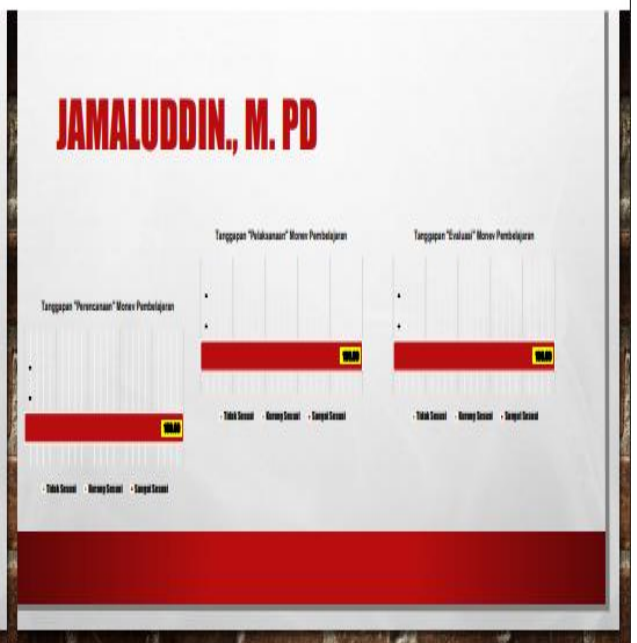 JAMALUDDIN., M. PD
Tanggapan "Perencanaan" Monev Pembelajaran
100.00
Tidak Sesuai Kurang Sesuai Sangat Sesuai
Tanggapan "Pelaksanaan" Monev Pembelajaran
100.00
Tidak Sesuai Kurang Sesuai Sangat Sesuai
Tanggapan "Evaluasi" Monev Pembelajaran
100.00
Tidak Sesuai Kurang Sesuai Sangat Sesuai